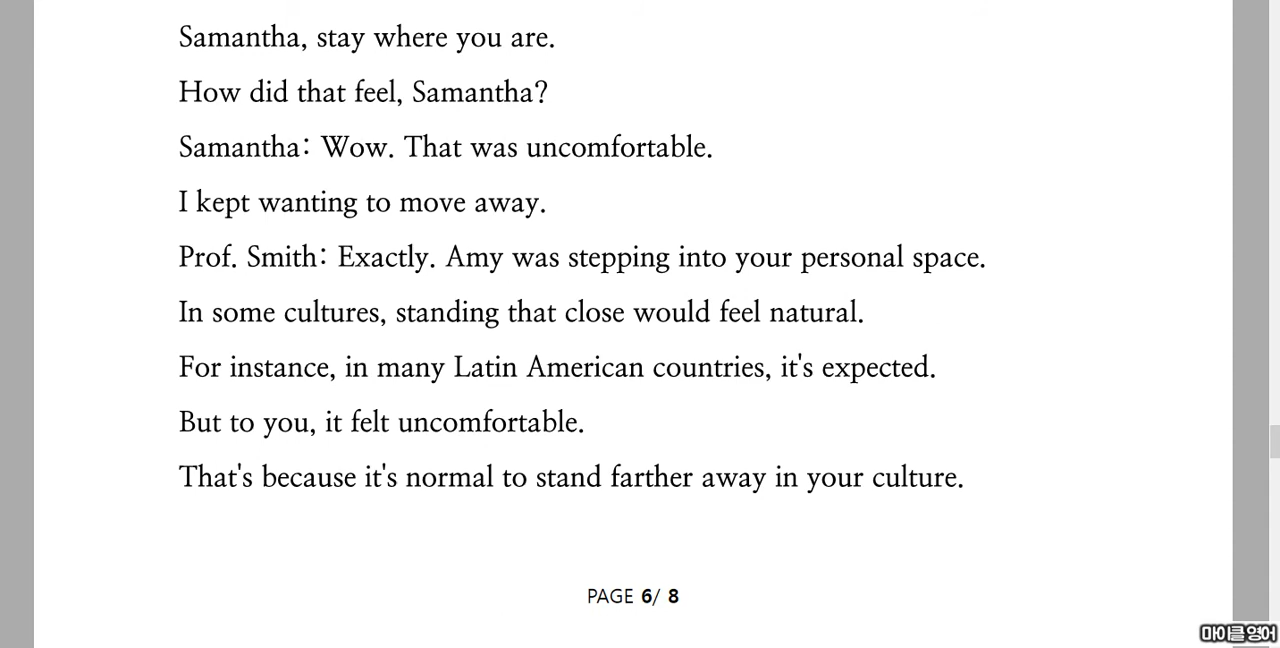 Samantha, stay where you are.
How did that feel, Samantha?
Samantha: Wow. That was uncomfortable.
I kept wanting to move away.
Prof. Smith: Exactly. Amy was stepping into your personal space.
In some cultures, standing that close would feel natural.
For instance, in many Latin American countries, it's expected.
But to you, it felt uncomfortable.
That's because it's normal to stand farther away in your culture.
PAGE 6/ 8
마이클영어